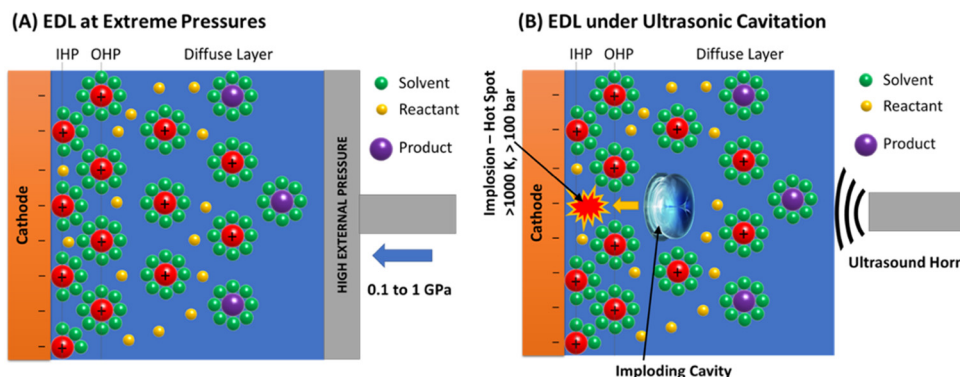 (A) EDL at Extreme Pressures
IHP OHP Diffuse Layer
Cathode
Solvent
Reactant
Product
HIGH EXTERNAL PRESSURE
0.1 to 1 GPa
(B) EDL under Ultrasonic Cavitation
IHP OHP Diffuse Layer
Implosion – Hot Spot
>1000 K, >100 bar
Cathode
Solvent
Reactant
Product
Ultrasound Horn
Imploding Cavity